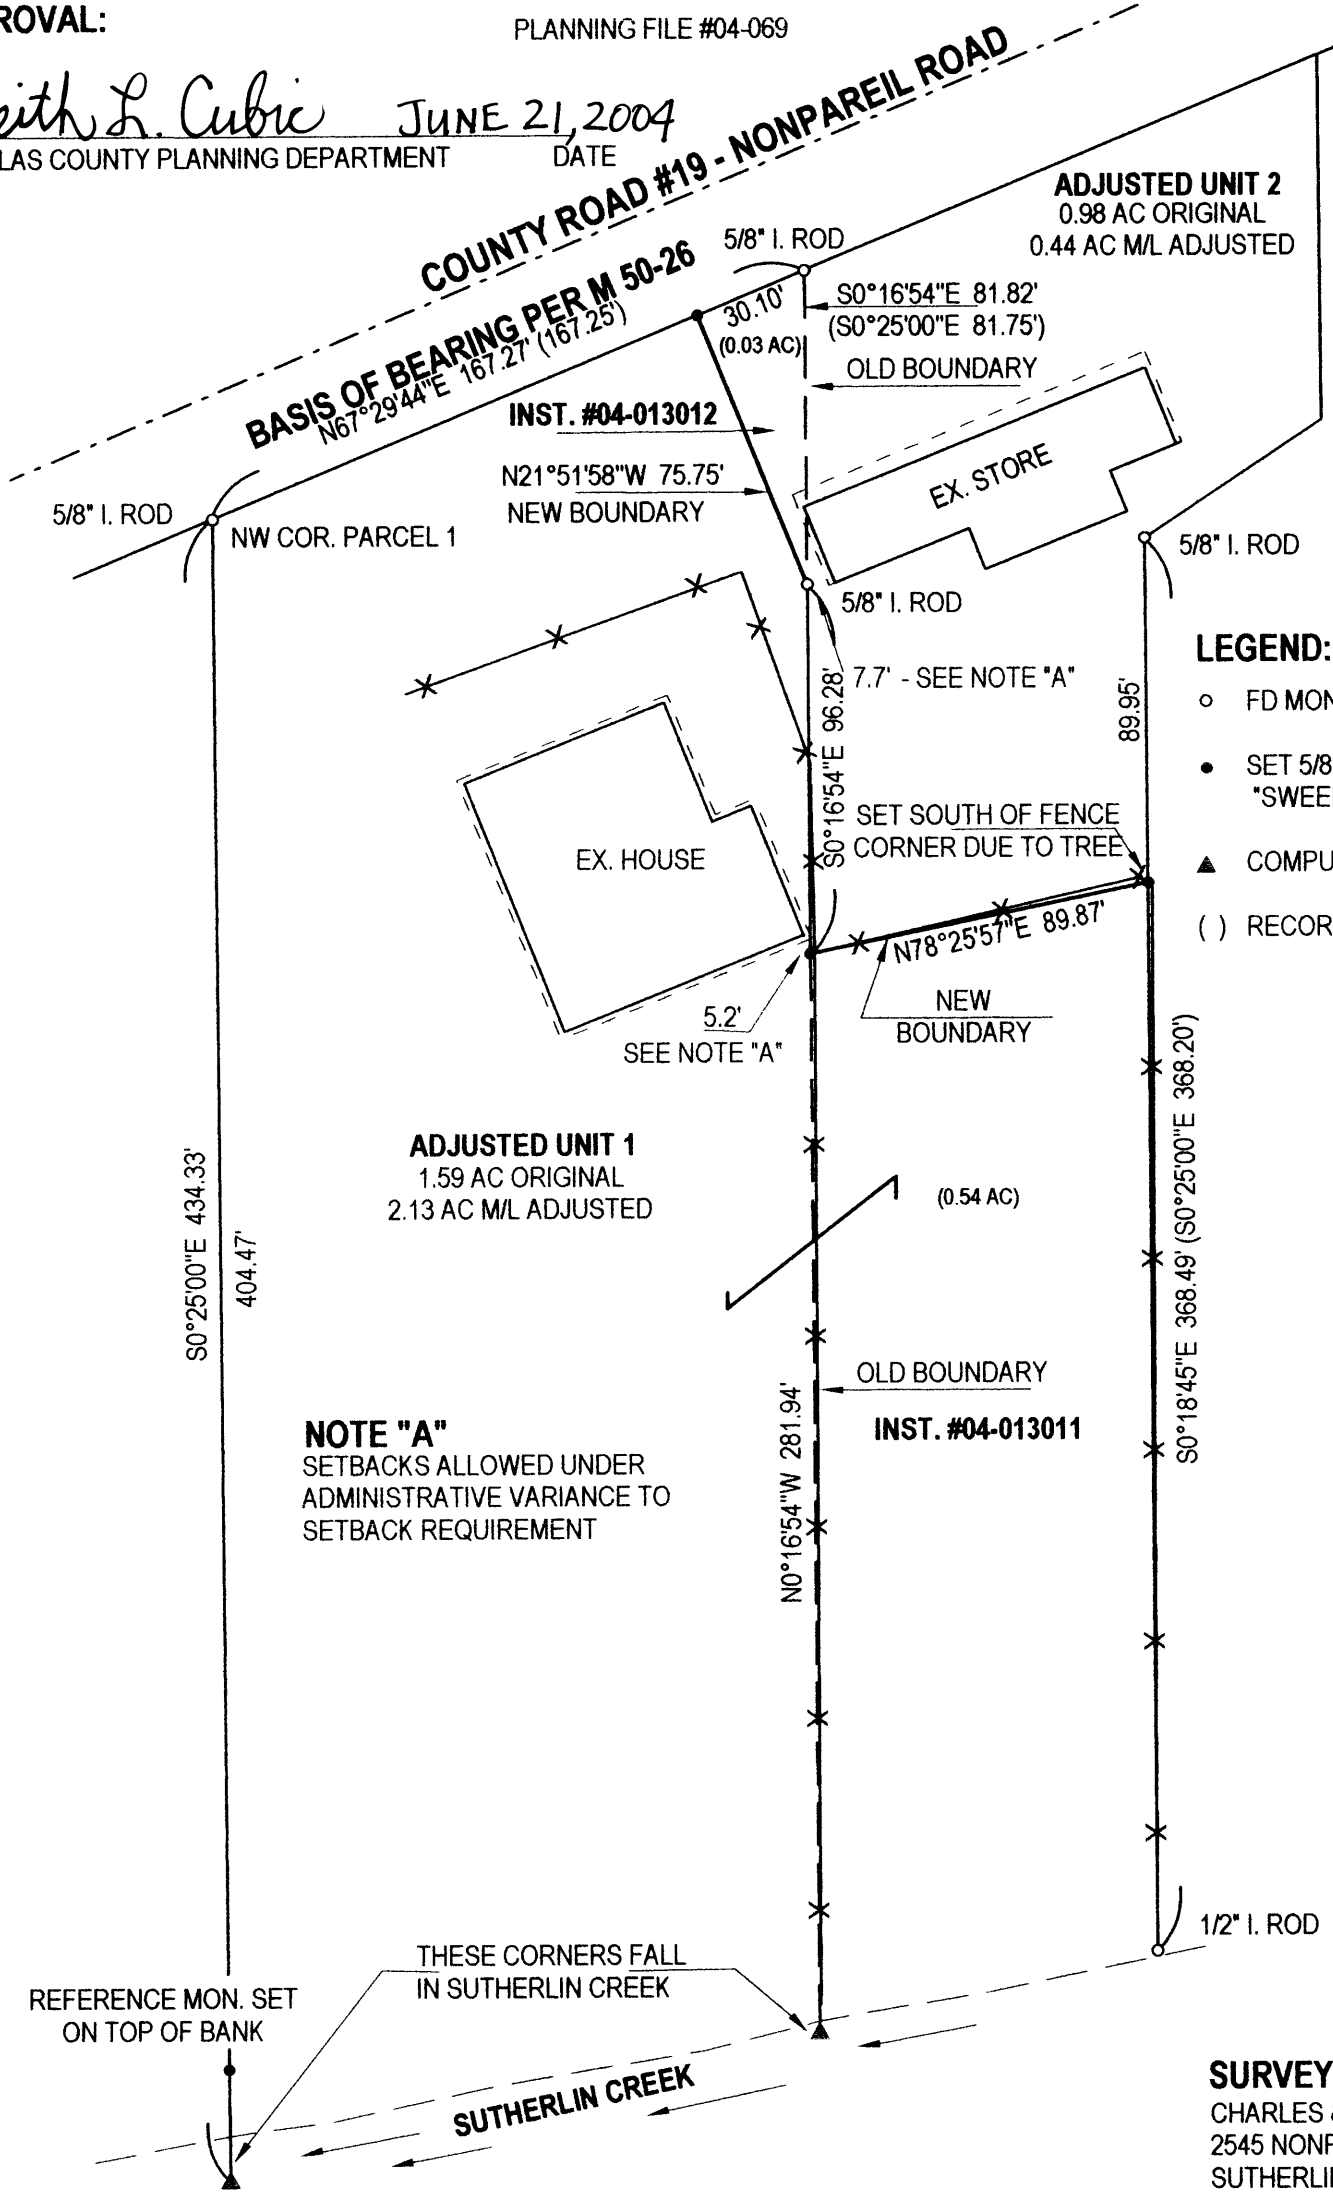 ROVAL:
PLANNING FILE #04-069
eith L. Cubic JUNE 21, 2004
LAS COUNTY PLANNING DEPARTMENT DATE
COUNTY ROAD #19 - NONPAREIL ROAD
BASIS OF BEARING PER M 50-26
N67°29'44"E 167.27' (167.25')
ADJUSTED UNIT 2
0.98 AC ORIGINAL
0.44 AC M/L ADJUSTED
5/8" I. ROD
30.10'
(0.03 AC)
S0°16'54"E 81.82'
(S0°25'00"E 81.75')
OLD BOUNDARY
INST. #04-013012
N21°51'58"W 75.75'
NEW BOUNDARY
EX. STORE
5/8" I. ROD
NW COR. PARCEL 1
5/8" I. ROD
5/8" I. ROD
7.7' - SEE NOTE "A"
S0°16'54"E 96.28'
89.95'
LEGEND:
FD MON
SET 5/8
"SWEE
COMPU
( ) RECOR
SET SOUTH OF FENCE
CORNER DUE TO TREE
EX. HOUSE
N78°25'57"E 89.87'
NEW
BOUNDARY
5.2'
SEE NOTE "A"
ADJUSTED UNIT 1
1.59 AC ORIGINAL
2.13 AC M/L ADJUSTED
(0.54 AC)
S0°25'00"E 434.33'
404.47'
S0°18'45"E 368.49' (S0°25'00"E 368.20')
OLD BOUNDARY
INST. #04-013011
N0°16'54"W 281.94'
NOTE "A"
SETBACKS ALLOWED UNDER
ADMINISTRATIVE VARIANCE TO
SETBACK REQUIREMENT
1/2" I. ROD
THESE CORNERS FALL
IN SUTHERLIN CREEK
REFERENCE MON. SET
ON TOP OF BANK
SUTHERLIN CREEK
SURVEY
CHARLES &
2545 NONP
SUTHERLIN